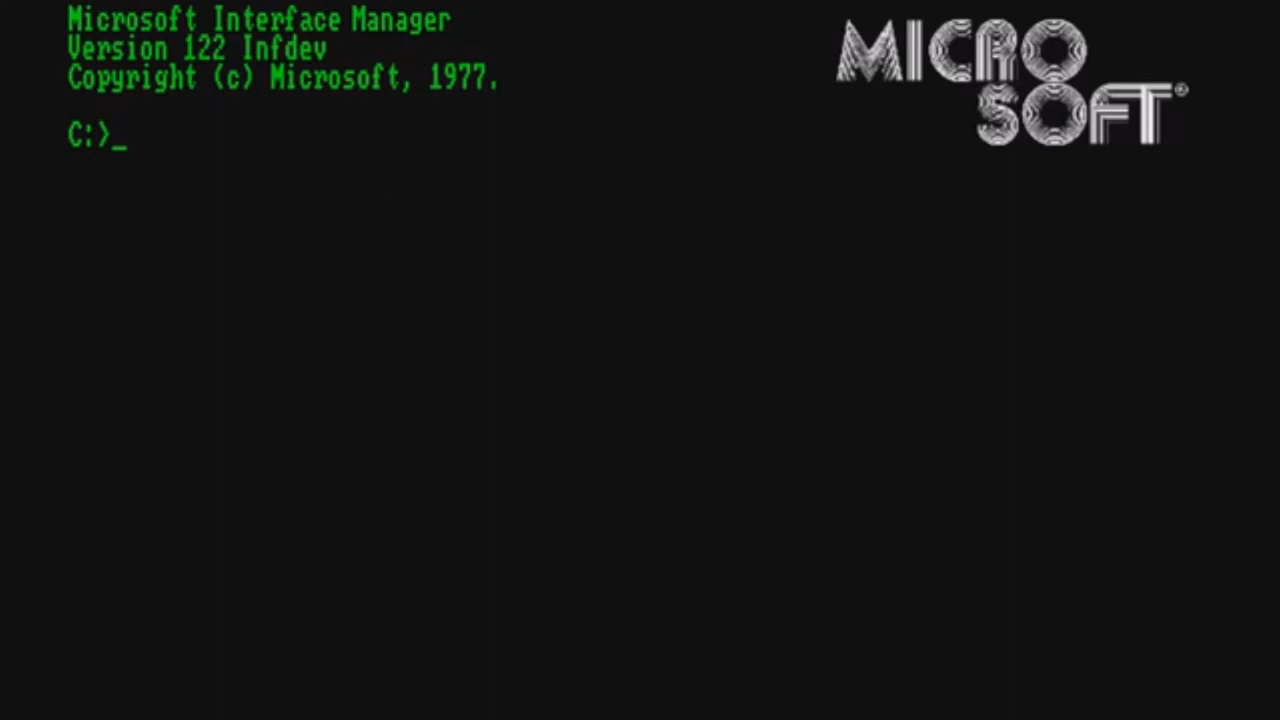 Microsoft Interface Manager
Version 122 Infdev
Copyright (c) Microsoft, 1977.
C:>_
MICRO
SOFT®